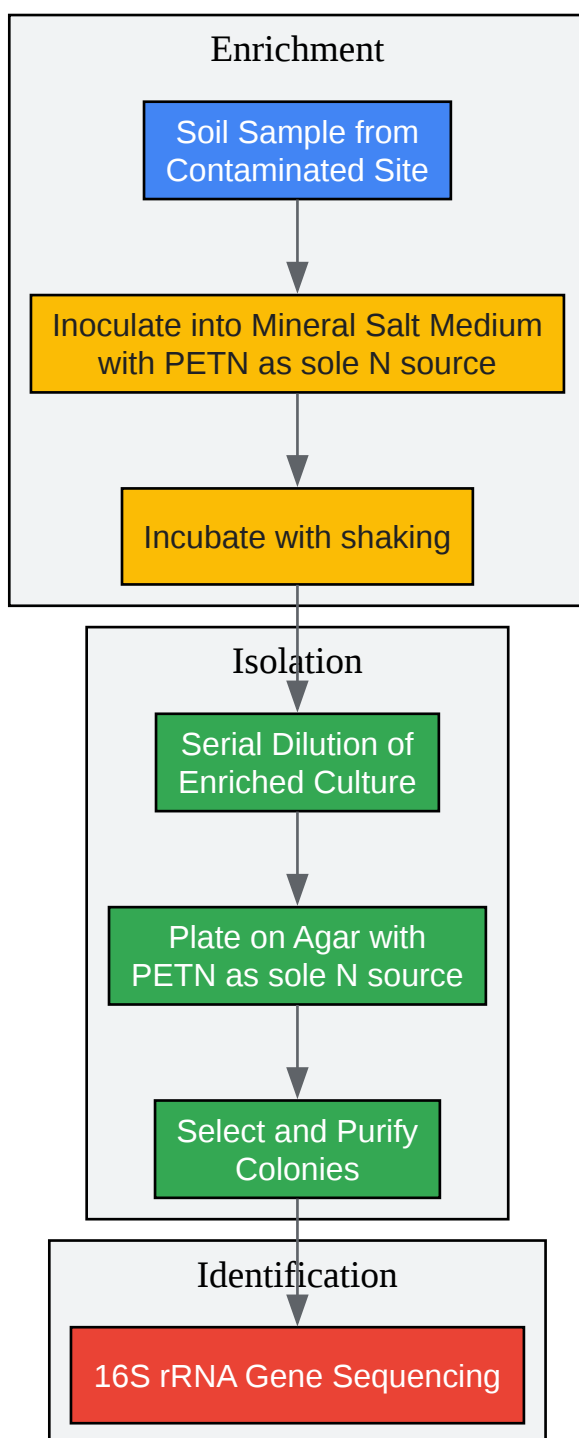 Enrichment
Soil Sample from
Contaminated Site
Inoculate into Mineral Salt Medium
with PETN as sole N source
Incubate with shaking
Isolation
Serial Dilution of
Enriched Culture
Plate on Agar with
PETN as sole N source
Select and Purify
Colonies
Identification
16S rRNA Gene Sequencing